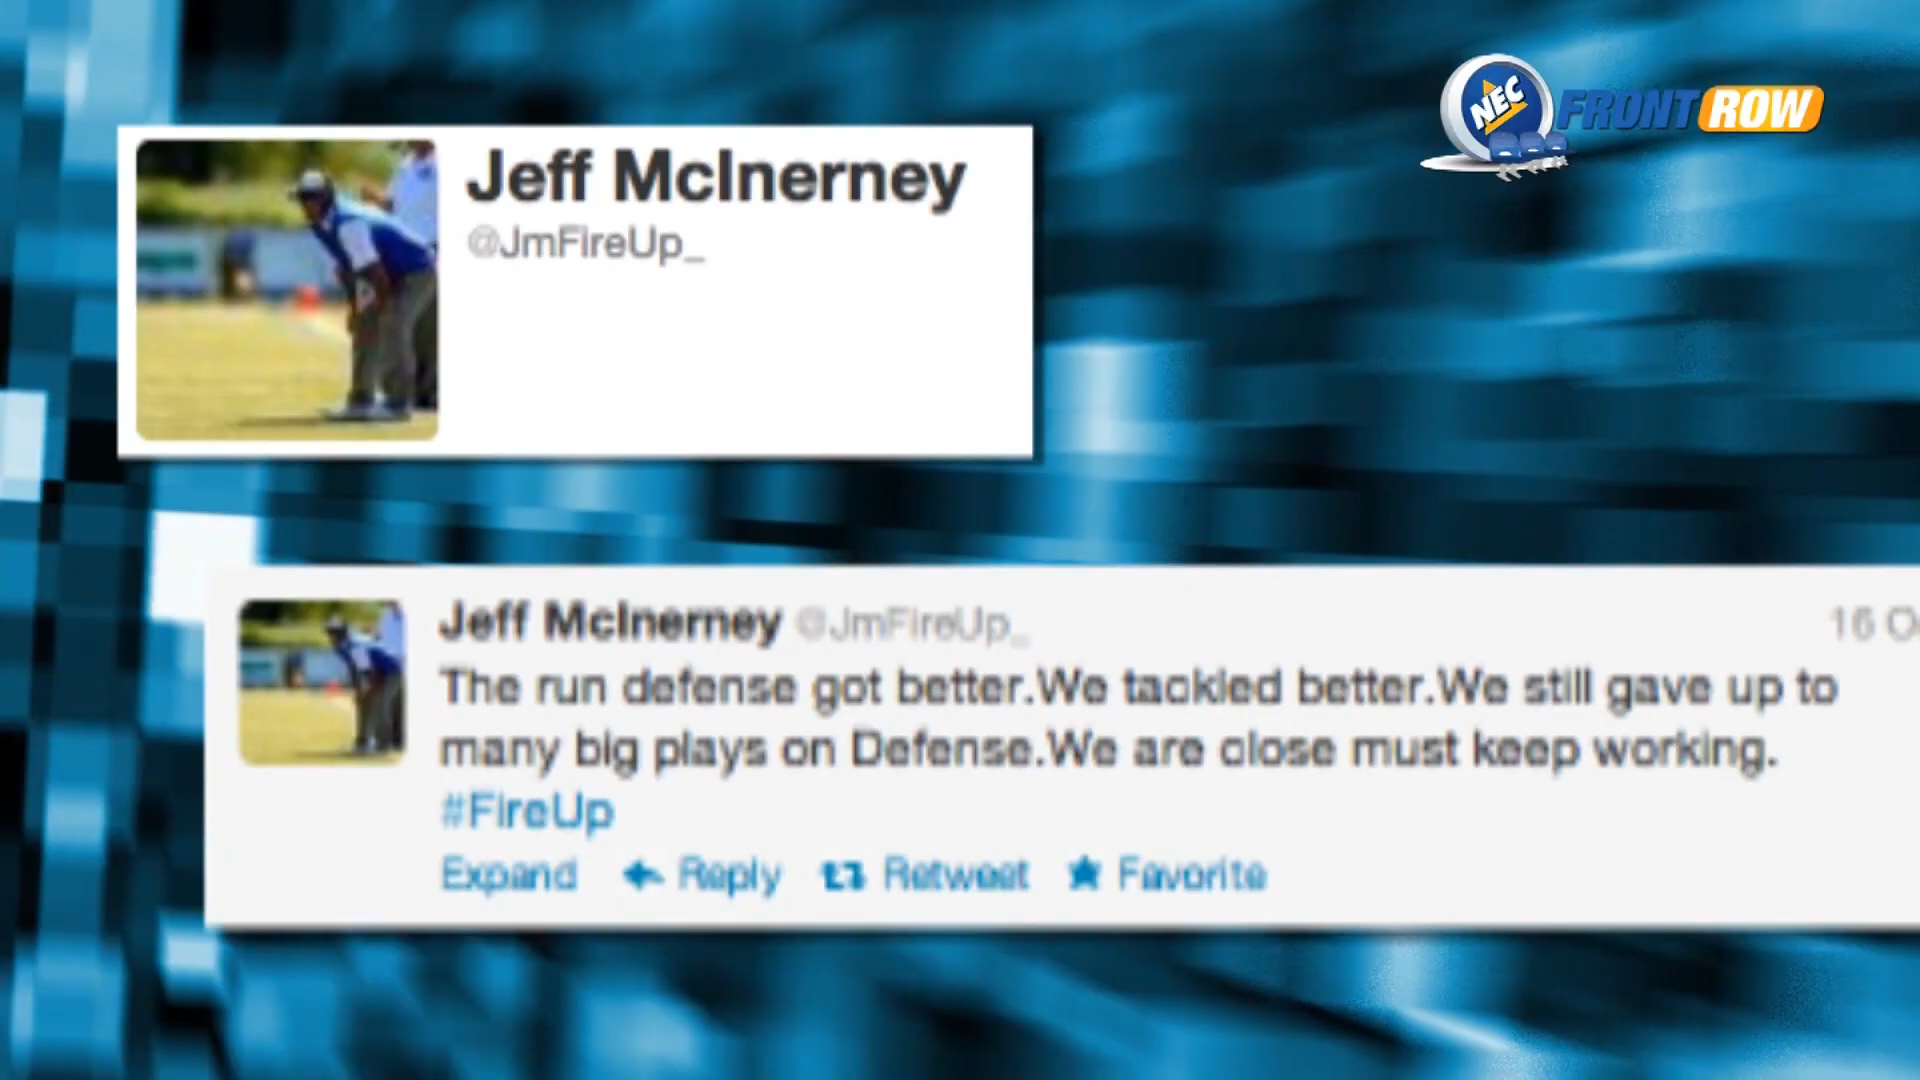 NEC FRONT ROW
Jeff McInerney
@JmFireUp_
Jeff McInerney @JmFireUp_ 16
The run defense got better.We tackled better.We still gave up to
many big plays on Defense.We are close must keep working.
#FireUp
Expand Reply Retweet Favorite